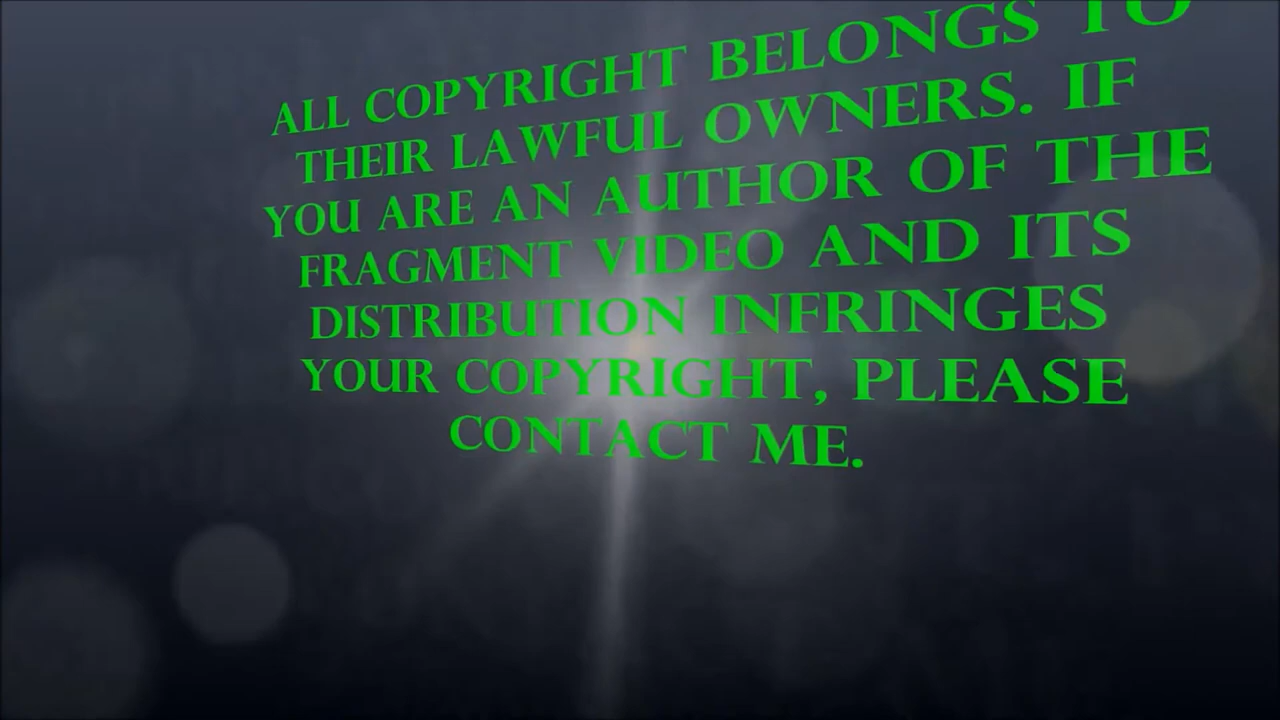 ALL COPYRIGHT BELONGS TO
THEIR LAWFUL OWNERS. IF
YOU ARE AN AUTHOR OF THE
FRAGMENT VIDEO AND ITS
DISTRIBUTION INFRINGES
YOUR COPYRIGHT, PLEASE
CONTACT ME.